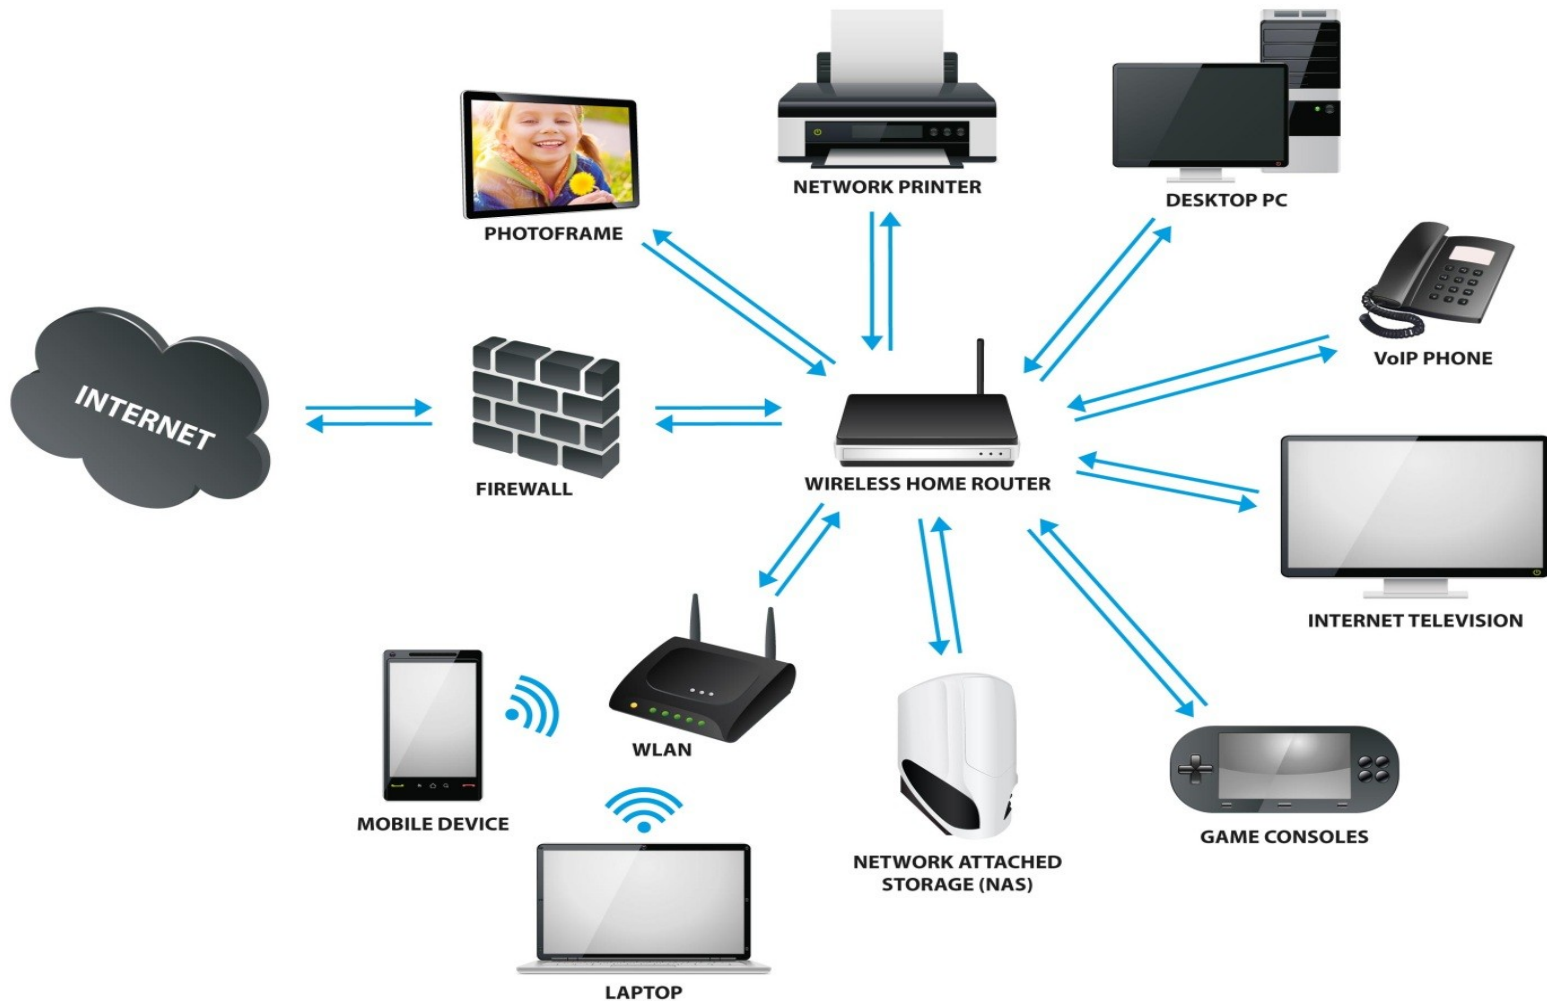 NETWORK PRINTER
DESKTOP PC
PHOTOFRAME
VoIP PHONE
INTERNET
FIREWALL
WIRELESS HOME ROUTER
INTERNET TELEVISION
WLAN
MOBILE DEVICE
GAME CONSOLES
NETWORK ATTACHED
STORAGE (NAS)
LAPTOP